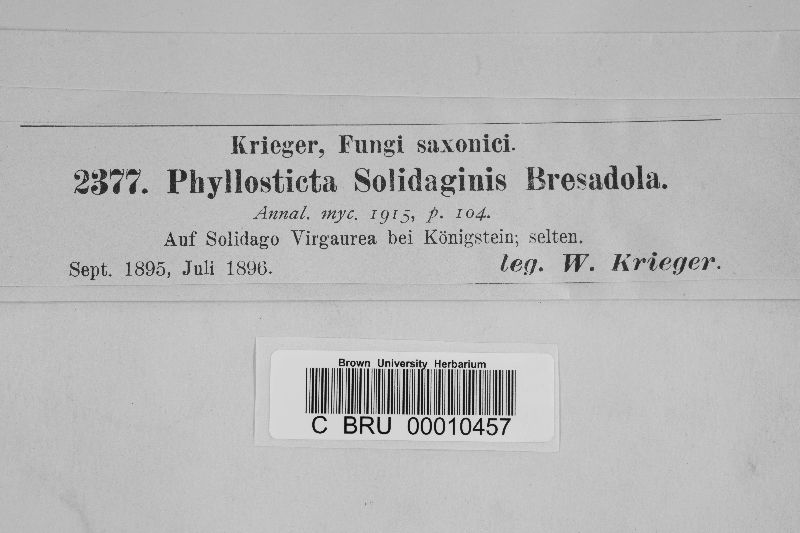 Krieger, Fungi saxonici.
2377. Phyllosticta Solidaginis Bresadola.
Annal. myc. 1915, p. 104.
Auf Solidago Virgaurea bei Königstein; selten.
Sept. 1895, Juli 1896. leg. W. Krieger.
Brown University Herbarium
C BRU 00010457